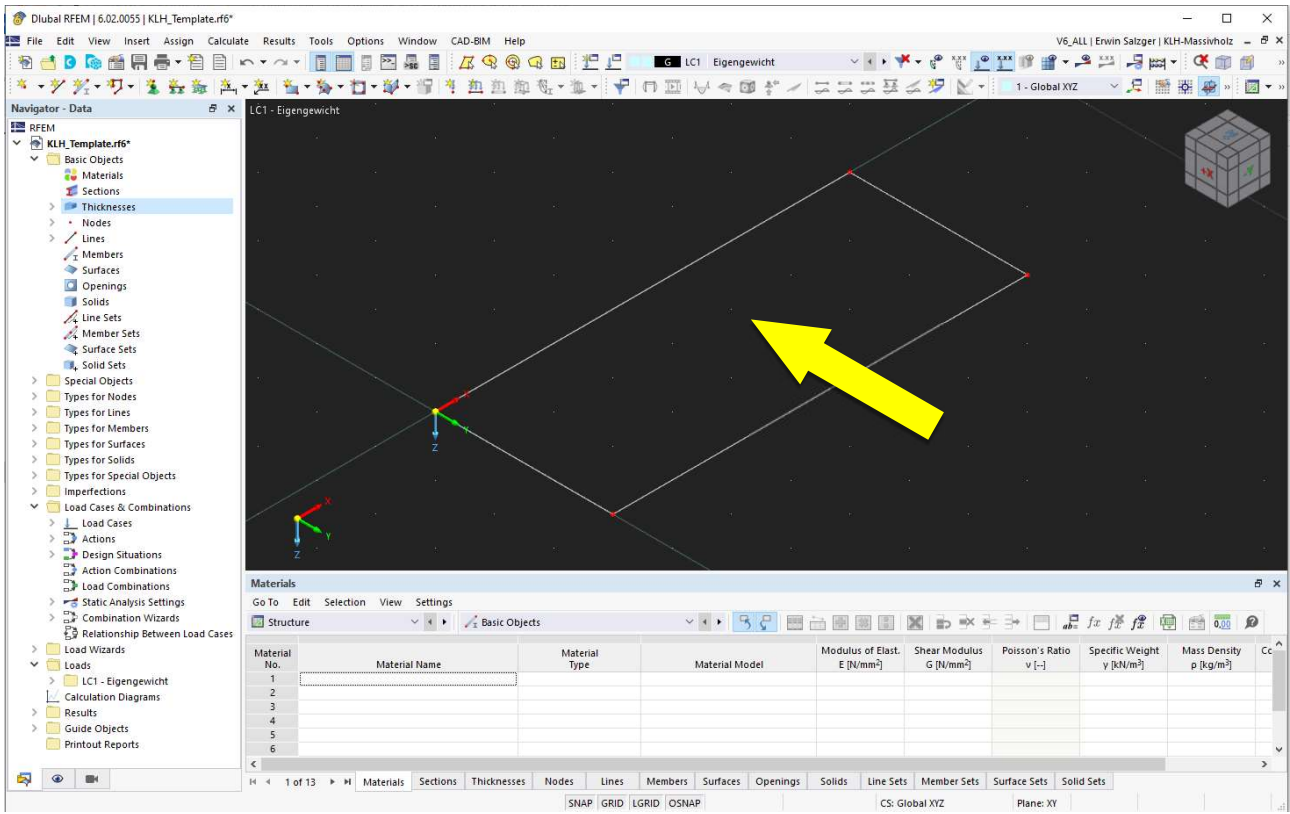 Dlubal RFEM | 6.02.0055 | KLH_Template.rf6*
File Edit View Insert Assign Calculate Results Tools Options Window CAD-BIM Help
V6_ALL | Erwin Salzger | KLH-Massivholz
G LC1 Eigengewicht
1 - Global XYZ
Navigator - Data
RFEM
KLH_Template.rf6*
Basic Objects
Materials
Sections
Thicknesses
Nodes
Lines
Members
Surfaces
Openings
Solids
Line Sets
Member Sets
Surface Sets
Solid Sets
Special Objects
Types for Nodes
Types for Lines
Types for Members
Types for Surfaces
Types for Solids
Types for Special Objects
Imperfections
Load Cases & Combinations
Load Cases
Actions
Design Situations
Action Combinations
Load Combinations
Static Analysis Settings
Combination Wizards
Relationship Between Load Cases
Load Wizards
Loads
LC1 - Eigengewicht
Calculation Diagrams
Results
Guide Objects
Printout Reports
LC1 - Eigengewicht
+X
-Y
X
Y
Z
X
Y
Z
Materials
Go To Edit Selection View Settings
Structure
Basic Objects
Material No.
Material Name
Material Type
Material Model
Modulus of Elast. E [N/mm²]
Shear Modulus G [N/mm²]
Poisson's Ratio ν [--]
Specific Weight γ [kN/m³]
Mass Density ρ [kg/m³]
1
2
3
4
5
6
1 of 13
Materials Sections Thicknesses Nodes Lines Members Surfaces Openings Solids Line Sets Member Sets Surface Sets Solid Sets
SNAP GRID LGRID OSNAP
CS: Global XYZ
Plane: XY